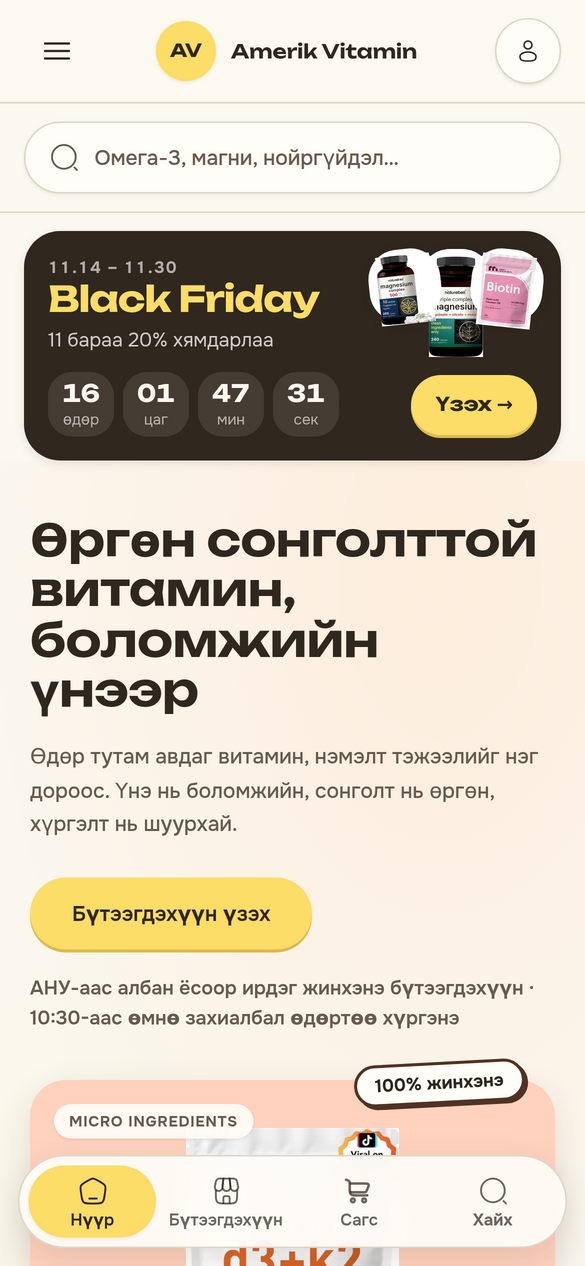 AV
Amerik Vitamin
Омега-3, магни, нойргүйдэл...
11.14 – 11.30
Black Friday
11 бараа 20% хямдарлаа
16 01 47 31
өдөр цаг мин сек
Үзэх →
magnesium
complex
magnesium
Biotin
Өргөн сонголттой
витамин,
боломжийн
үнээр
Өдөр тутам авдаг витамин, нэмэлт тэжээлийг нэг
дороос. Үнэ нь боломжийн, сонголт нь өргөн,
хүргэлт нь шуурхай.
Бүтээгдэхүүн үзэх
АНУ-аас албан ёсоор ирдэг жинхэнэ бүтээгдэхүүн ·
10:30-аас өмнө захиалбал өдөртөө хүргэнэ
100% жинхэнэ
MICRO INGREDIENTS
Viral on
d3+k2
Нүүр
Бүтээгдэхүүн
Сагс
Хайх